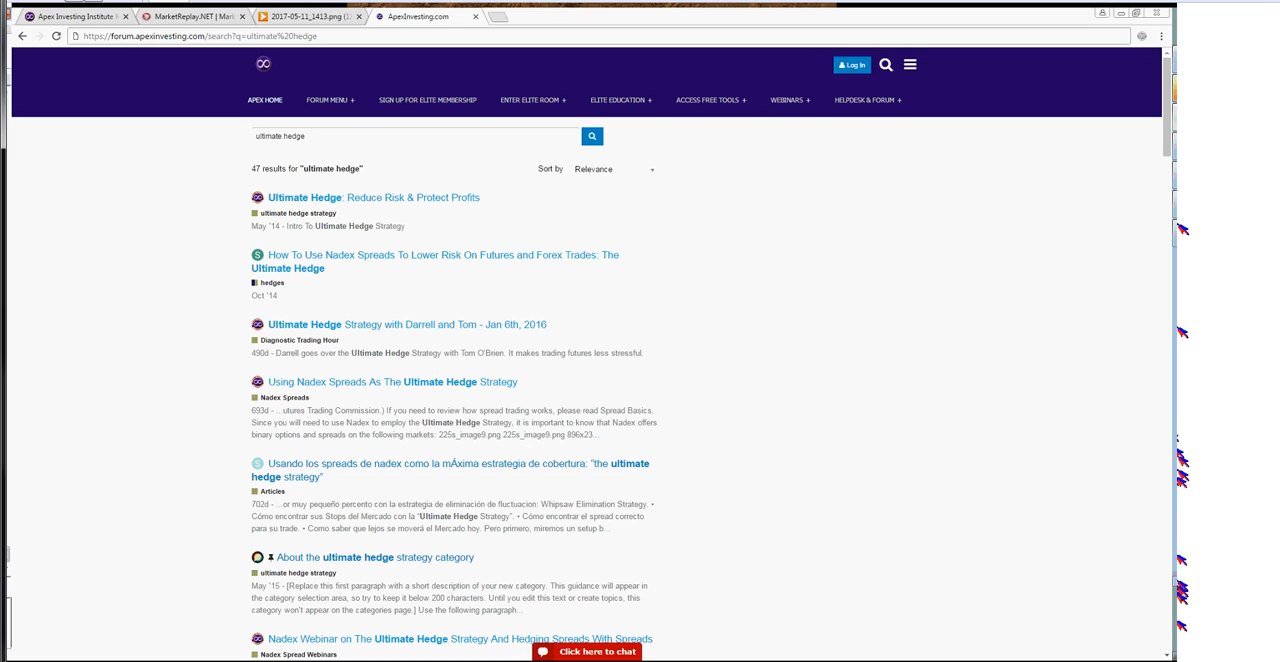 Apex Investing Institute
MarketReplay.NET | Mark
2017-05-11_1413.png (1
ApexInvesting.com
https://forum.apexinvesting.com/search?q=ultimate%20hedge
Log In
APEX HOME
FORUM MENU +
SIGN UP FOR ELITE MEMBERSHIP
ENTER ELITE ROOM +
ELITE EDUCATION +
ACCESS FREE TOOLS +
WEBINARS +
HELPDESK & FORUM +
ultimate hedge
47 results for "ultimate hedge"
Sort by
Relevance
Ultimate Hedge: Reduce Risk & Protect Profits
ultimate hedge strategy
May '14 - Intro To Ultimate Hedge Strategy
S
How To Use Nadex Spreads To Lower Risk On Futures and Forex Trades: The
Ultimate Hedge
hedges
Oct '14
Ultimate Hedge Strategy with Darrell and Tom - Jan 6th, 2016
Diagnostic Trading Hour
490d - Darrell goes over the Ultimate Hedge Strategy with Tom O'Brien. It makes trading futures less stressful.
Using Nadex Spreads As The Ultimate Hedge Strategy
Nadex Spreads
693d - ...utures Trading Commission.) If you need to review how spread trading works, please read Spread Basics.
Since you will need to use Nadex to employ the Ultimate Hedge Strategy, it is important to know that Nadex offers
binary options and spreads on the following markets: 225s_image9.png 225s_image9.png 896x23...
S
Usando los spreads de nadex como la mÁxima estrategia de cobertura: "the ultimate
hedge strategy"
Articles
702d - ...or muy pequeño percento con la estrategia de eliminación de fluctuacion: Whipsaw Elimination Strategy. •
Cómo encontrar sus Stops del Mercado con la "Ultimate Hedge Strategy". • Cómo encontrar el spread correcto
para su trade. • Como saber que lejos se moverá el Mercado hoy. Pero primero, miremos un setup b...
About the ultimate hedge strategy category
ultimate hedge strategy
May '15 - [Replace this first paragraph with a short description of your new category. This guidance will appear in
the category selection area, so try to keep it below 200 characters. Until you edit this text or create topics, this
category won't appear on the categories page.] Use the following paragraph...
Nadex Webinar on The Ultimate Hedge Strategy And Hedging Spreads With Spreads
Nadex Spread Webinars
Click here to chat